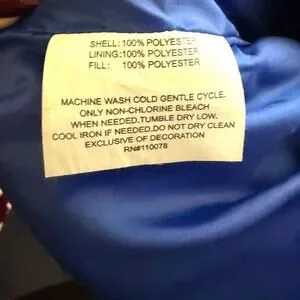 SHELL: 100% POLYESTER
LINING: 100% POLYESTER
FILL: 100% POLYESTER
MACHINE WASH COLD GENTLE CYCLE.
ONLY NON-CHLORINE BLEACH
WHEN NEEDED.TUMBLE DRY LOW.
COOL IRON IF NEEDED.DO NOT DRY CLEAN
EXCLUSIVE OF DECORATION
RN#110078